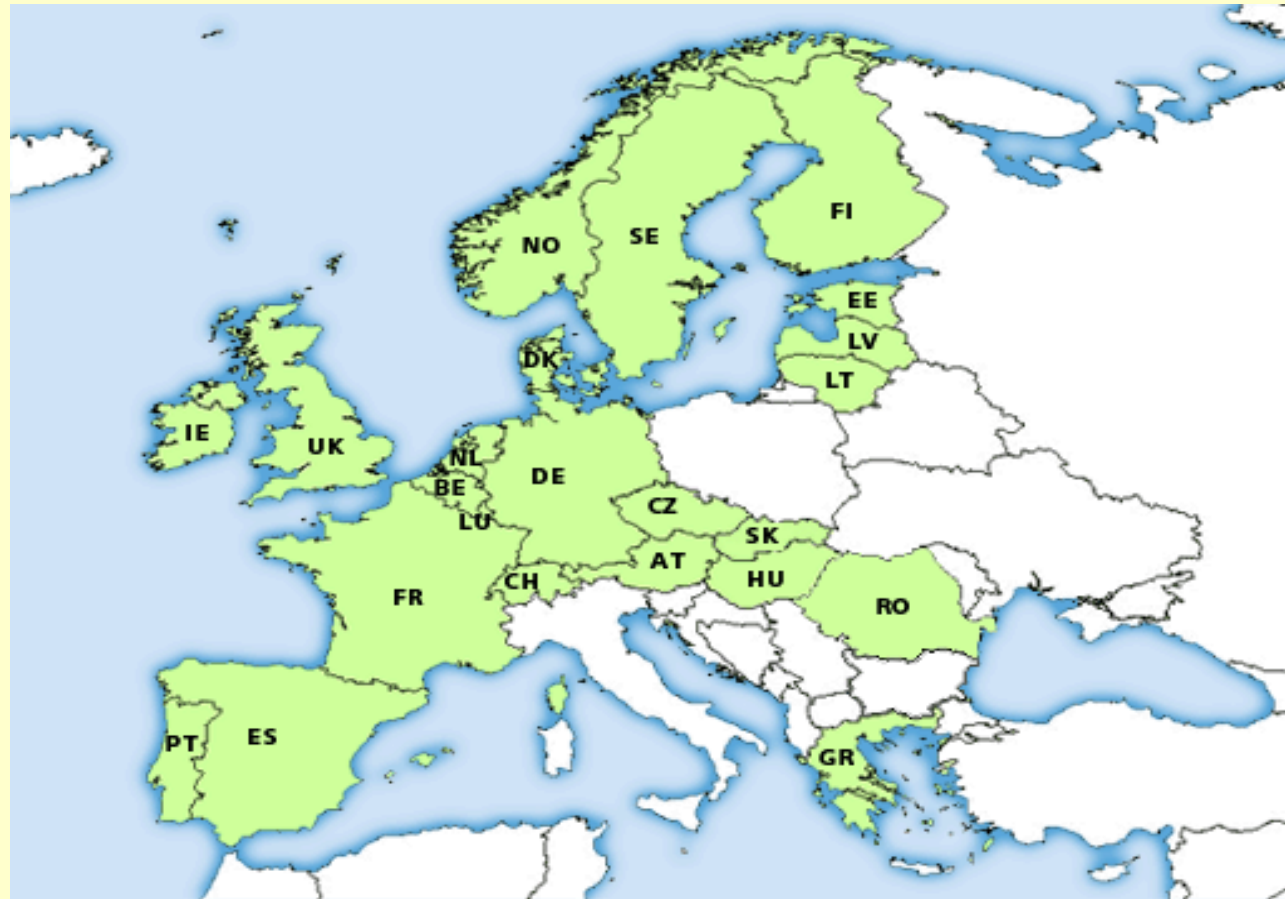 FI
NO
SE
EE
LV
DK
LT
IE
UK
NL
DE
BE
CZ
LU
SK
AT
CH
HU
FR
RO
PT
ES
GR